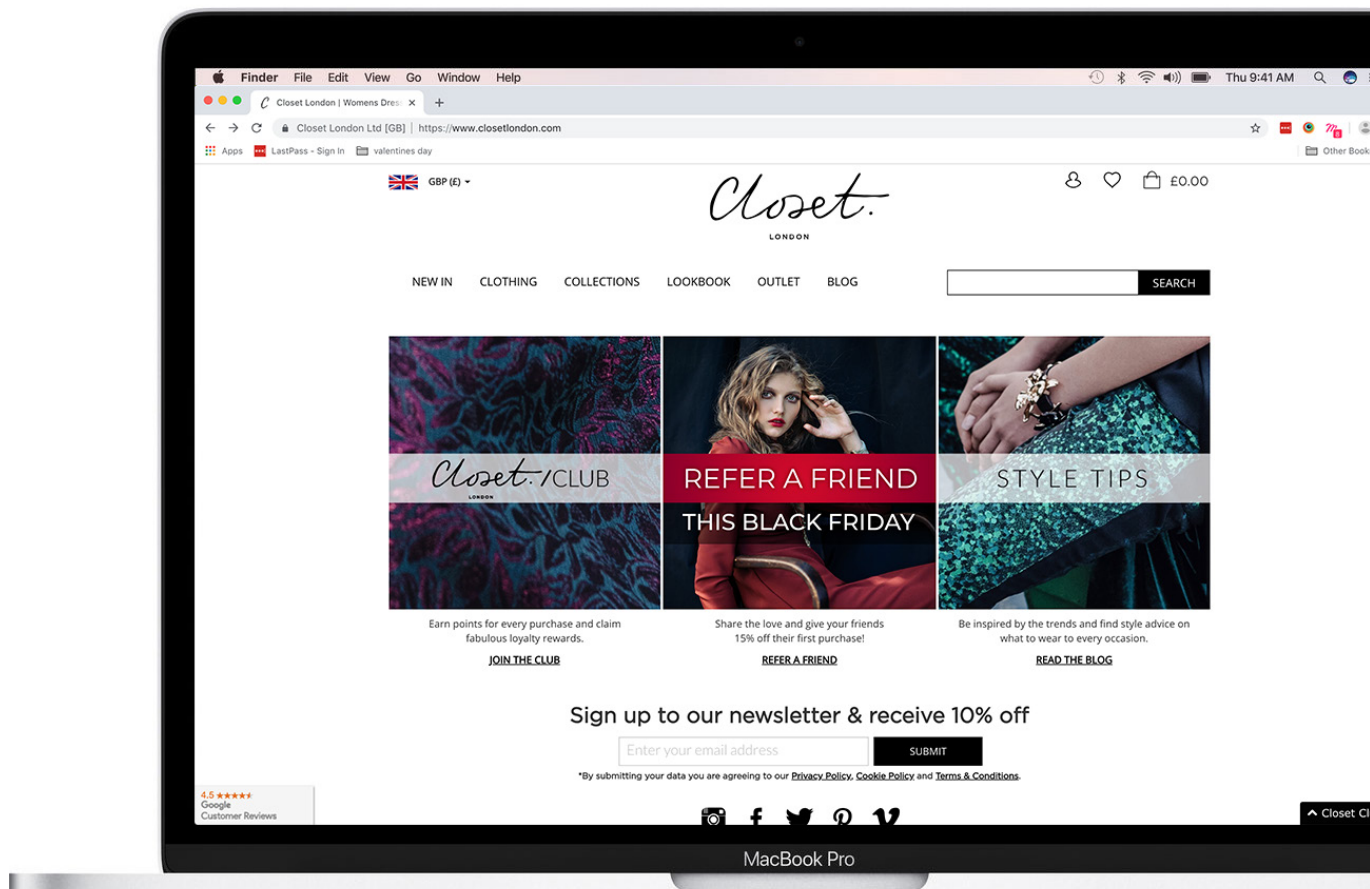 Finder File Edit View Go Window Help Thu 9:41 AM
Closet London | Womens Dres
Closet London Ltd [GB] | https://www.closetlondon.com
Apps LastPass - Sign In valentines day Other Book
GBP (£) £0.00
Closet.
LONDON
NEW IN CLOTHING COLLECTIONS LOOKBOOK OUTLET BLOG SEARCH
Closet. / CLUB
LONDON
REFER A FRIEND
THIS BLACK FRIDAY
STYLE TIPS
Earn points for every purchase and claim
fabulous loyalty rewards.
JOIN THE CLUB
Share the love and give your friends
15% off their first purchase!
REFER A FRIEND
Be inspired by the trends and find style advice on
what to wear to every occasion.
READ THE BLOG
Sign up to our newsletter & receive 10% off
Enter your email address SUBMIT
*By submitting your data you are agreeing to our Privacy Policy, Cookie Policy and Terms & Conditions.
4.5
Google
Customer Reviews
Closet Cl
MacBook Pro